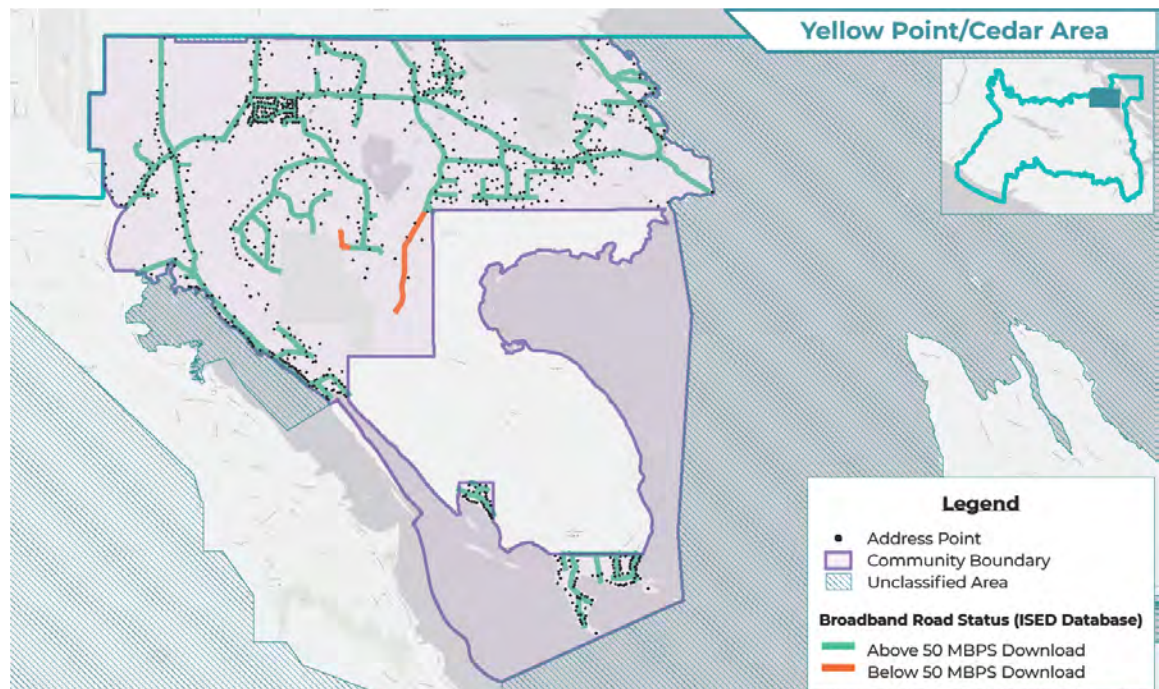 Yellow Point/Cedar Area
Legend
Address Point
Community Boundary
Unclassified Area
Broadband Road Status (ISED Database)
Above 50 MBPS Download
Below 50 MBPS Download